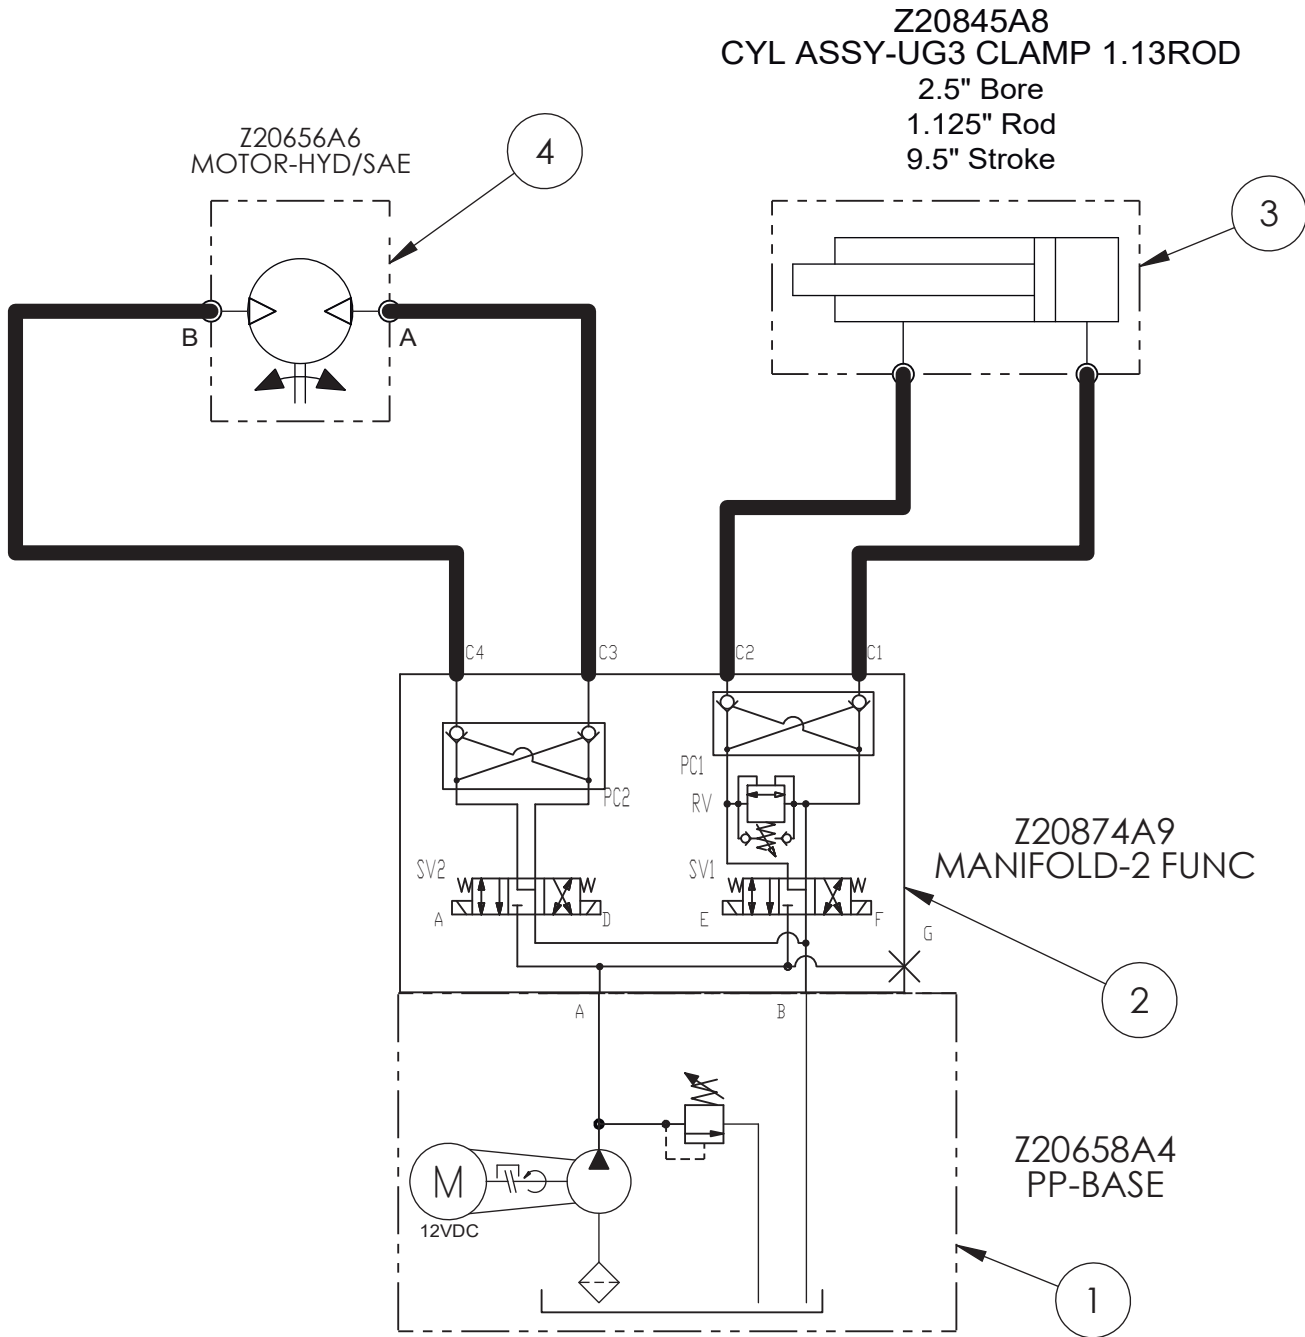 Z20845A8
CYL ASSY-UG3 CLAMP 1.13ROD
2.5" Bore
1.125" Rod
9.5" Stroke
Z20656A6
MOTOR-HYD/SAE
4
3
B
A
C4
C3
C2
C1
PC1
PC2
RV
Z20874A9
MANIFOLD-2 FUNC
SV2
SV1
A
D
E
F
G
2
A
B
Z20658A4
PP-BASE
M
12VDC
1